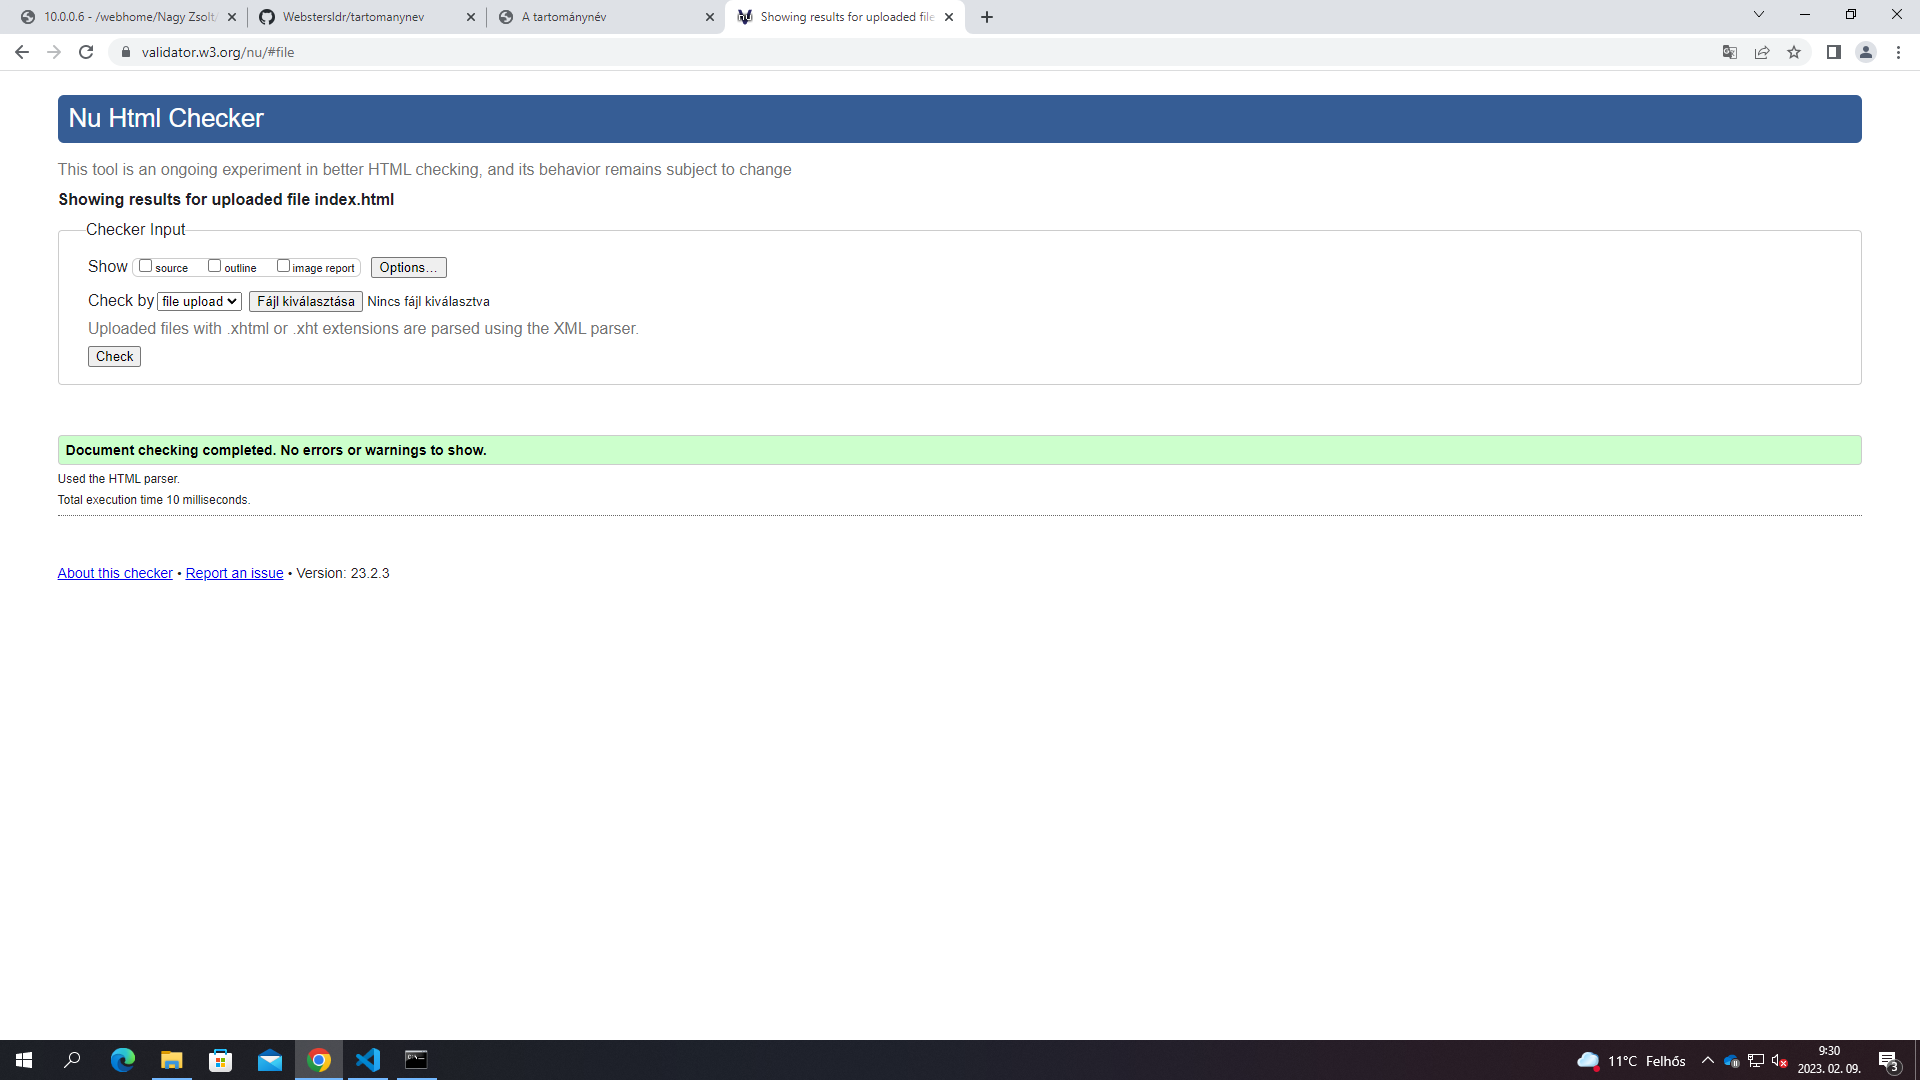 10.0.0.6 - /webhome/Nagy Zsolt/
Webstersldr/tartomanynev
A tartománynév
Showing results for uploaded file
validator.w3.org/nu/#file
Nu Html Checker
This tool is an ongoing experiment in better HTML checking, and its behavior remains subject to change
Showing results for uploaded file index.html
Checker Input
Show source outline image report Options...
Check by file upload Fájl kiválasztása Nincs fájl kiválasztva
Uploaded files with .xhtml or .xht extensions are parsed using the XML parser.
Check
Document checking completed. No errors or warnings to show.
Used the HTML parser.
Total execution time 10 milliseconds.
About this checker • Report an issue • Version: 23.2.3
11°C Felhős
9:30
2023. 02. 09.
3